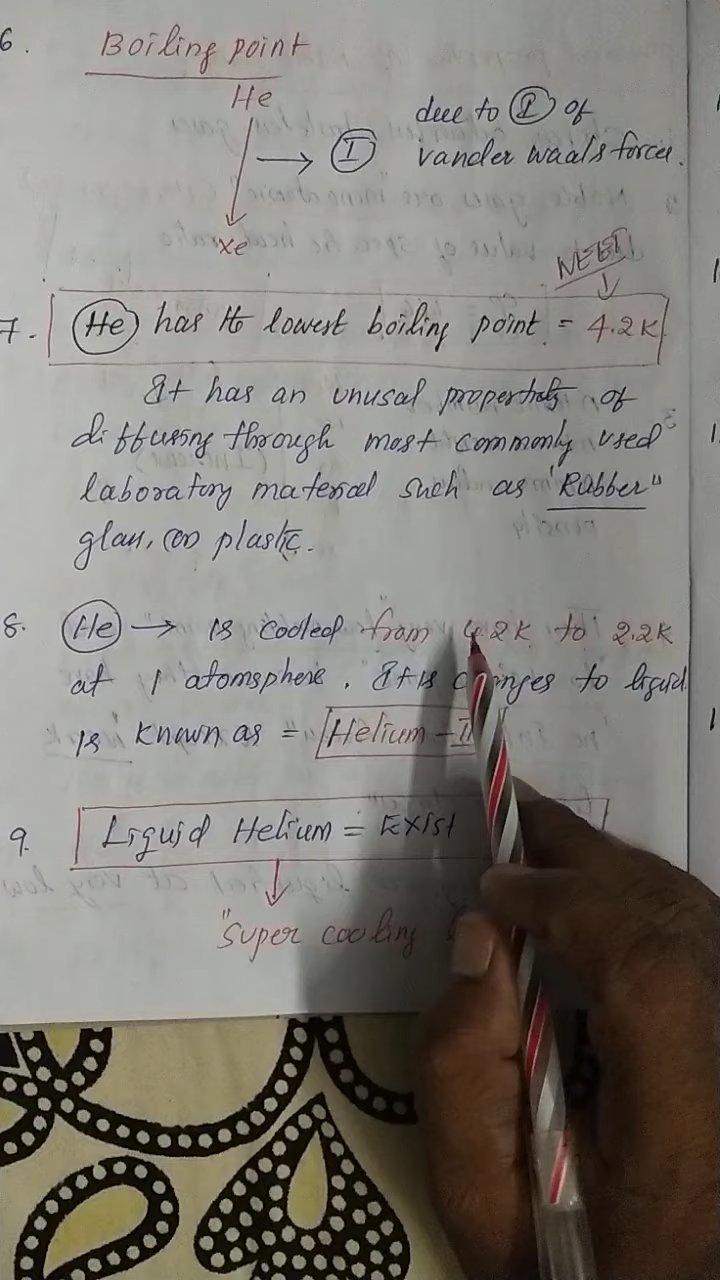 6. Boiling point
He
due to Ⓘ of
→ Ⓘ vander waals forces.
Xe
NEET
↓
7. He has the lowest boiling point = 4.2K
It has an unusal property of
diffusing through most commonly used
laboratory material such as "Rubber"
glass, (or) plastic.
8. He → is cooled from 4.2K to 2.2K
at 1 atomsphere. It is changes to liquid
is known as = Helium - II
9. Liquid Helium = Exist
"super cooling